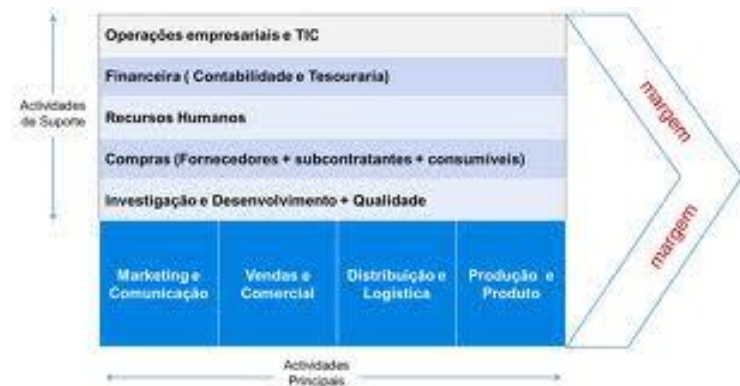 Operações empresariais e TIC
Financeira ( Contabilidade e Tesouraria)
Actividades
de Suporte
Recursos Humanos
Compras (Fornecedores + subcontratantes + consumíveis)
Investigação e Desenvolvimento + Qualidade
margem
margem
Marketing e
Comunicação
Vendas e
Comercial
Distribuição e
Logística
Produção e
Produto
Actividades
Principais